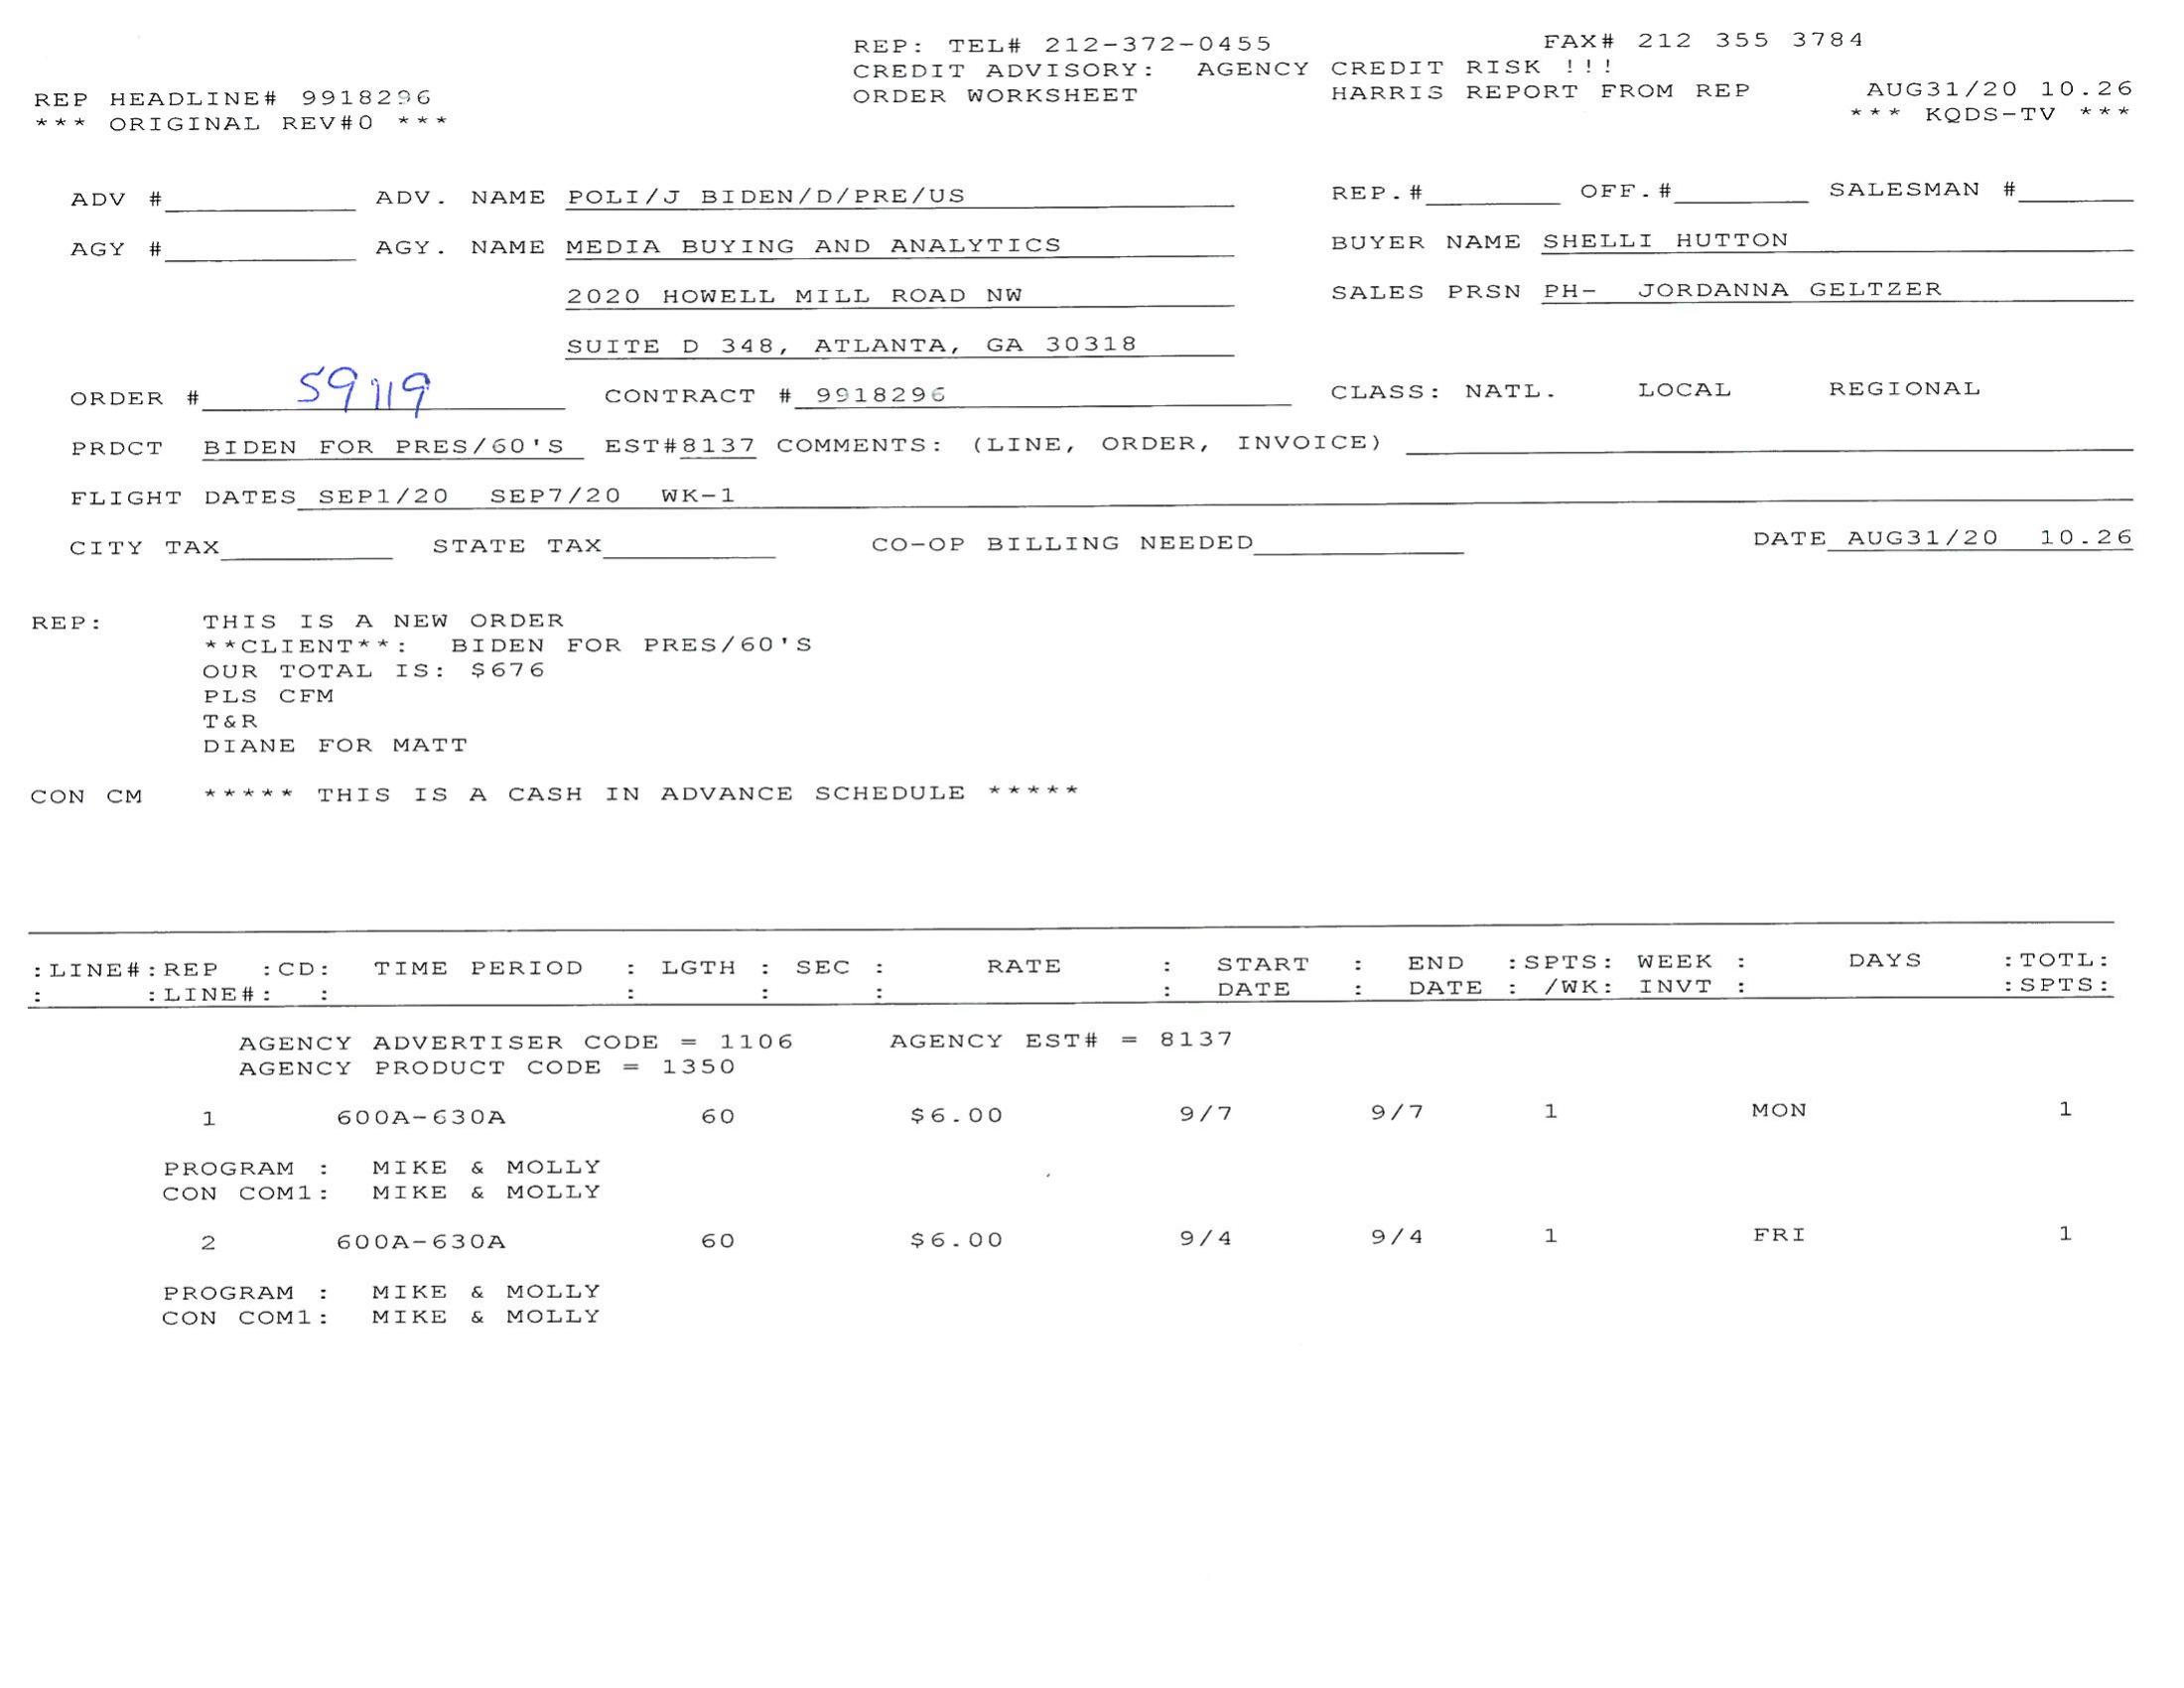 REP: TEL# 212-372-0455 FAX# 212 355 3784
CREDIT ADVISORY: AGENCY CREDIT RISK !!!
REP HEADLINE# 9918296 ORDER WORKSHEET HARRIS REPORT FROM REP AUG31/20 10.26
*** ORIGINAL REV#0 *** *** KQDS-TV ***
ADV # ADV. NAME POLI/J BIDEN/D/PRE/US REP.# OFF.# SALESMAN #
AGY # AGY. NAME MEDIA BUYING AND ANALYTICS BUYER NAME SHELLI HUTTON
2020 HOWELL MILL ROAD NW SALES PRSN PH- JORDANNA GELTZER
SUITE D 348, ATLANTA, GA 30318
ORDER # 59119 CONTRACT # 9918296 CLASS: NATL. LOCAL REGIONAL
PRDCT BIDEN FOR PRES/60'S EST#8137 COMMENTS: (LINE, ORDER, INVOICE)
FLIGHT DATES SEP1/20 SEP7/20 WK-1
CITY TAX STATE TAX CO-OP BILLING NEEDED DATE AUG31/20 10.26
REP: THIS IS A NEW ORDER
**CLIENT**: BIDEN FOR PRES/60'S
OUR TOTAL IS: $676
PLS CFM
T&R
DIANE FOR MATT
CON CM ***** THIS IS A CASH IN ADVANCE SCHEDULE *****
:LINE#:REP :CD: TIME PERIOD : LGTH : SEC : RATE : START : END :SPTS: WEEK : DAYS :TOTL:
: :LINE#: : : : : : DATE : DATE : /WK: INVT : :SPTS:
AGENCY ADVERTISER CODE = 1106 AGENCY EST# = 8137
AGENCY PRODUCT CODE = 1350
1 600A-630A 60 $6.00 9/7 9/7 1 MON 1
PROGRAM : MIKE & MOLLY
CON COM1: MIKE & MOLLY
2 600A-630A 60 $6.00 9/4 9/4 1 FRI 1
PROGRAM : MIKE & MOLLY
CON COM1: MIKE & MOLLY